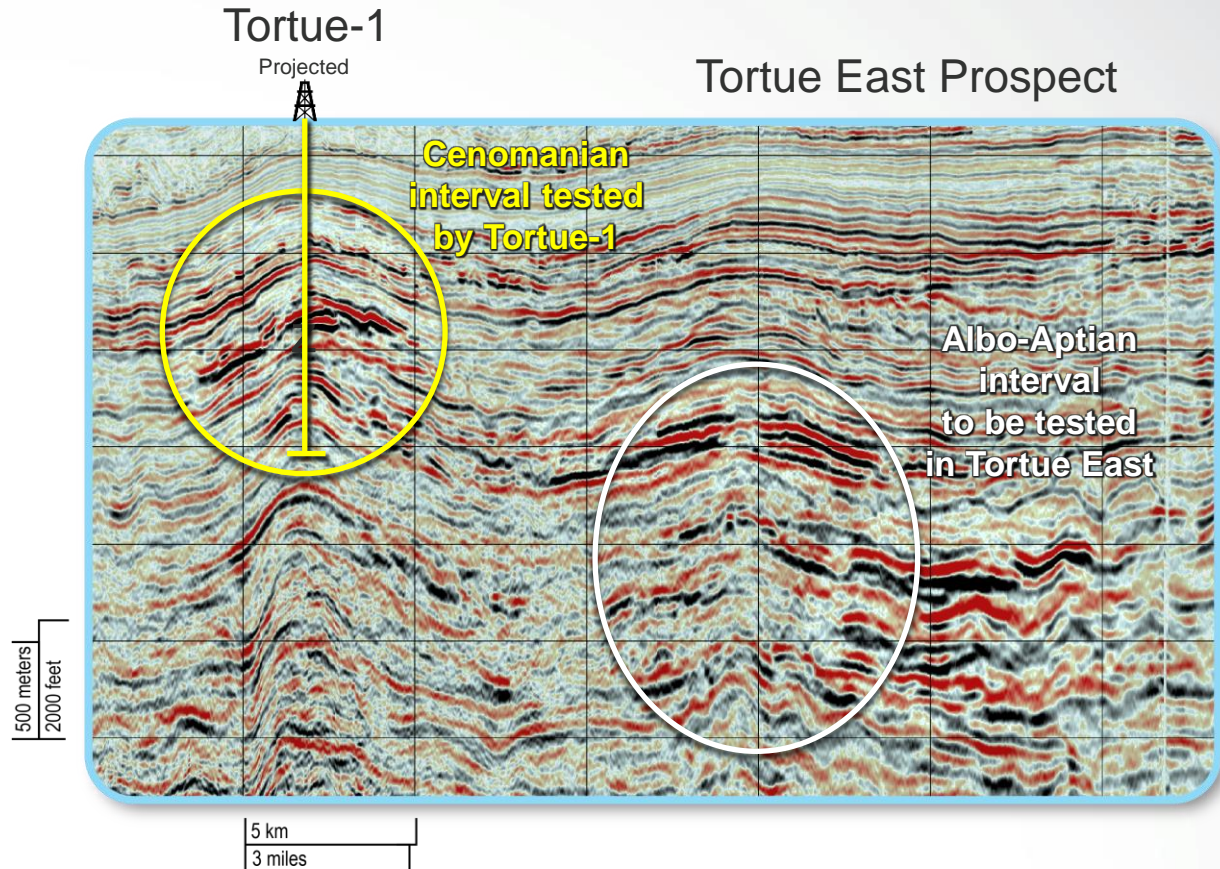 Tortue-1
Projected
Tortue East Prospect
Cenomanian
interval tested
by Tortue-1
Albo-Aptian
interval
to be tested
in Tortue East
500 meters
2000 feet
5 km
3 miles